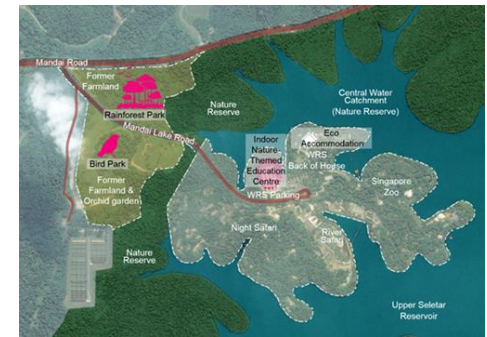 Mandai Road
Former
Farmland
Rainforest Park
Mandai Lake Road
Nature
Reserve
Central Water
Catchment
(Nature Reserve)
Bird Park
Former
Farmland &
Orchid garden
Indoor
Nature-
Themed
Education
Centre
Eco
Accommodation
WRS
Back of House
Singapore
Zoo
WRS Parking
Night Safari
River
Safari
Nature
Reserve
Upper Seletar
Reservoir